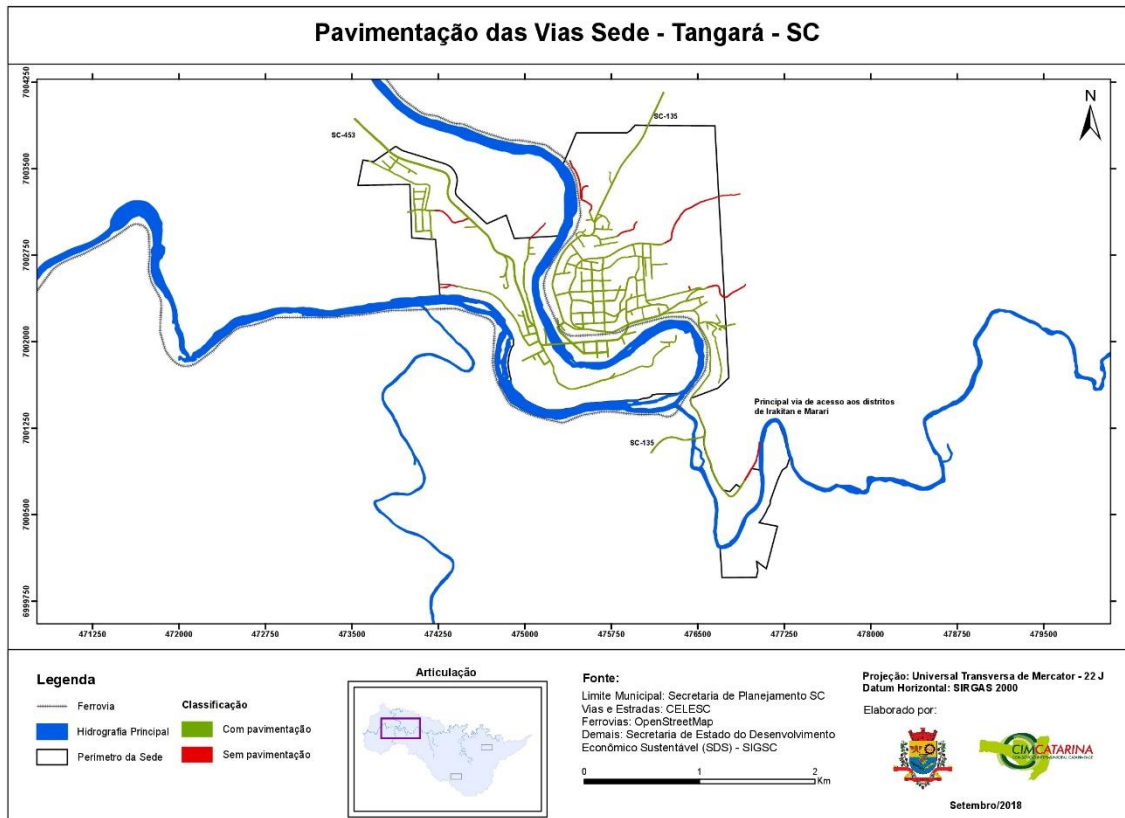 Pavimentação das Vias Sede - Tangará - SC
7004250
7003500
7002750
7002000
7001250
7000500
6999750
SC-453
SC-135
N
Principal via de acesso aos distritos
de Irakitan e Marari
SC-135
471250
472000
472750
473500
474250
475000
475750
476500
477250
478000
478750
479500
Legenda
Ferrovia
Hidrografia Principal
Perímetro da Sede
Classificação
Com pavimentação
Sem pavimentação
Articulação
Fonte:
Limite Municipal: Secretaria de Planejamento SC
Vias e Estradas: CELESC
Ferrovias: OpenStreetMap
Demais: Secretaria de Estado do Desenvolvimento
Econômico Sustentável (SDS) - SIGSC
0 1 2
Km
Projeção: Universal Transversa de Mercator - 22 J
Datum Horizontal: SIRGAS 2000
Elaborado por:
CIMCATARINA
Setembro/2018